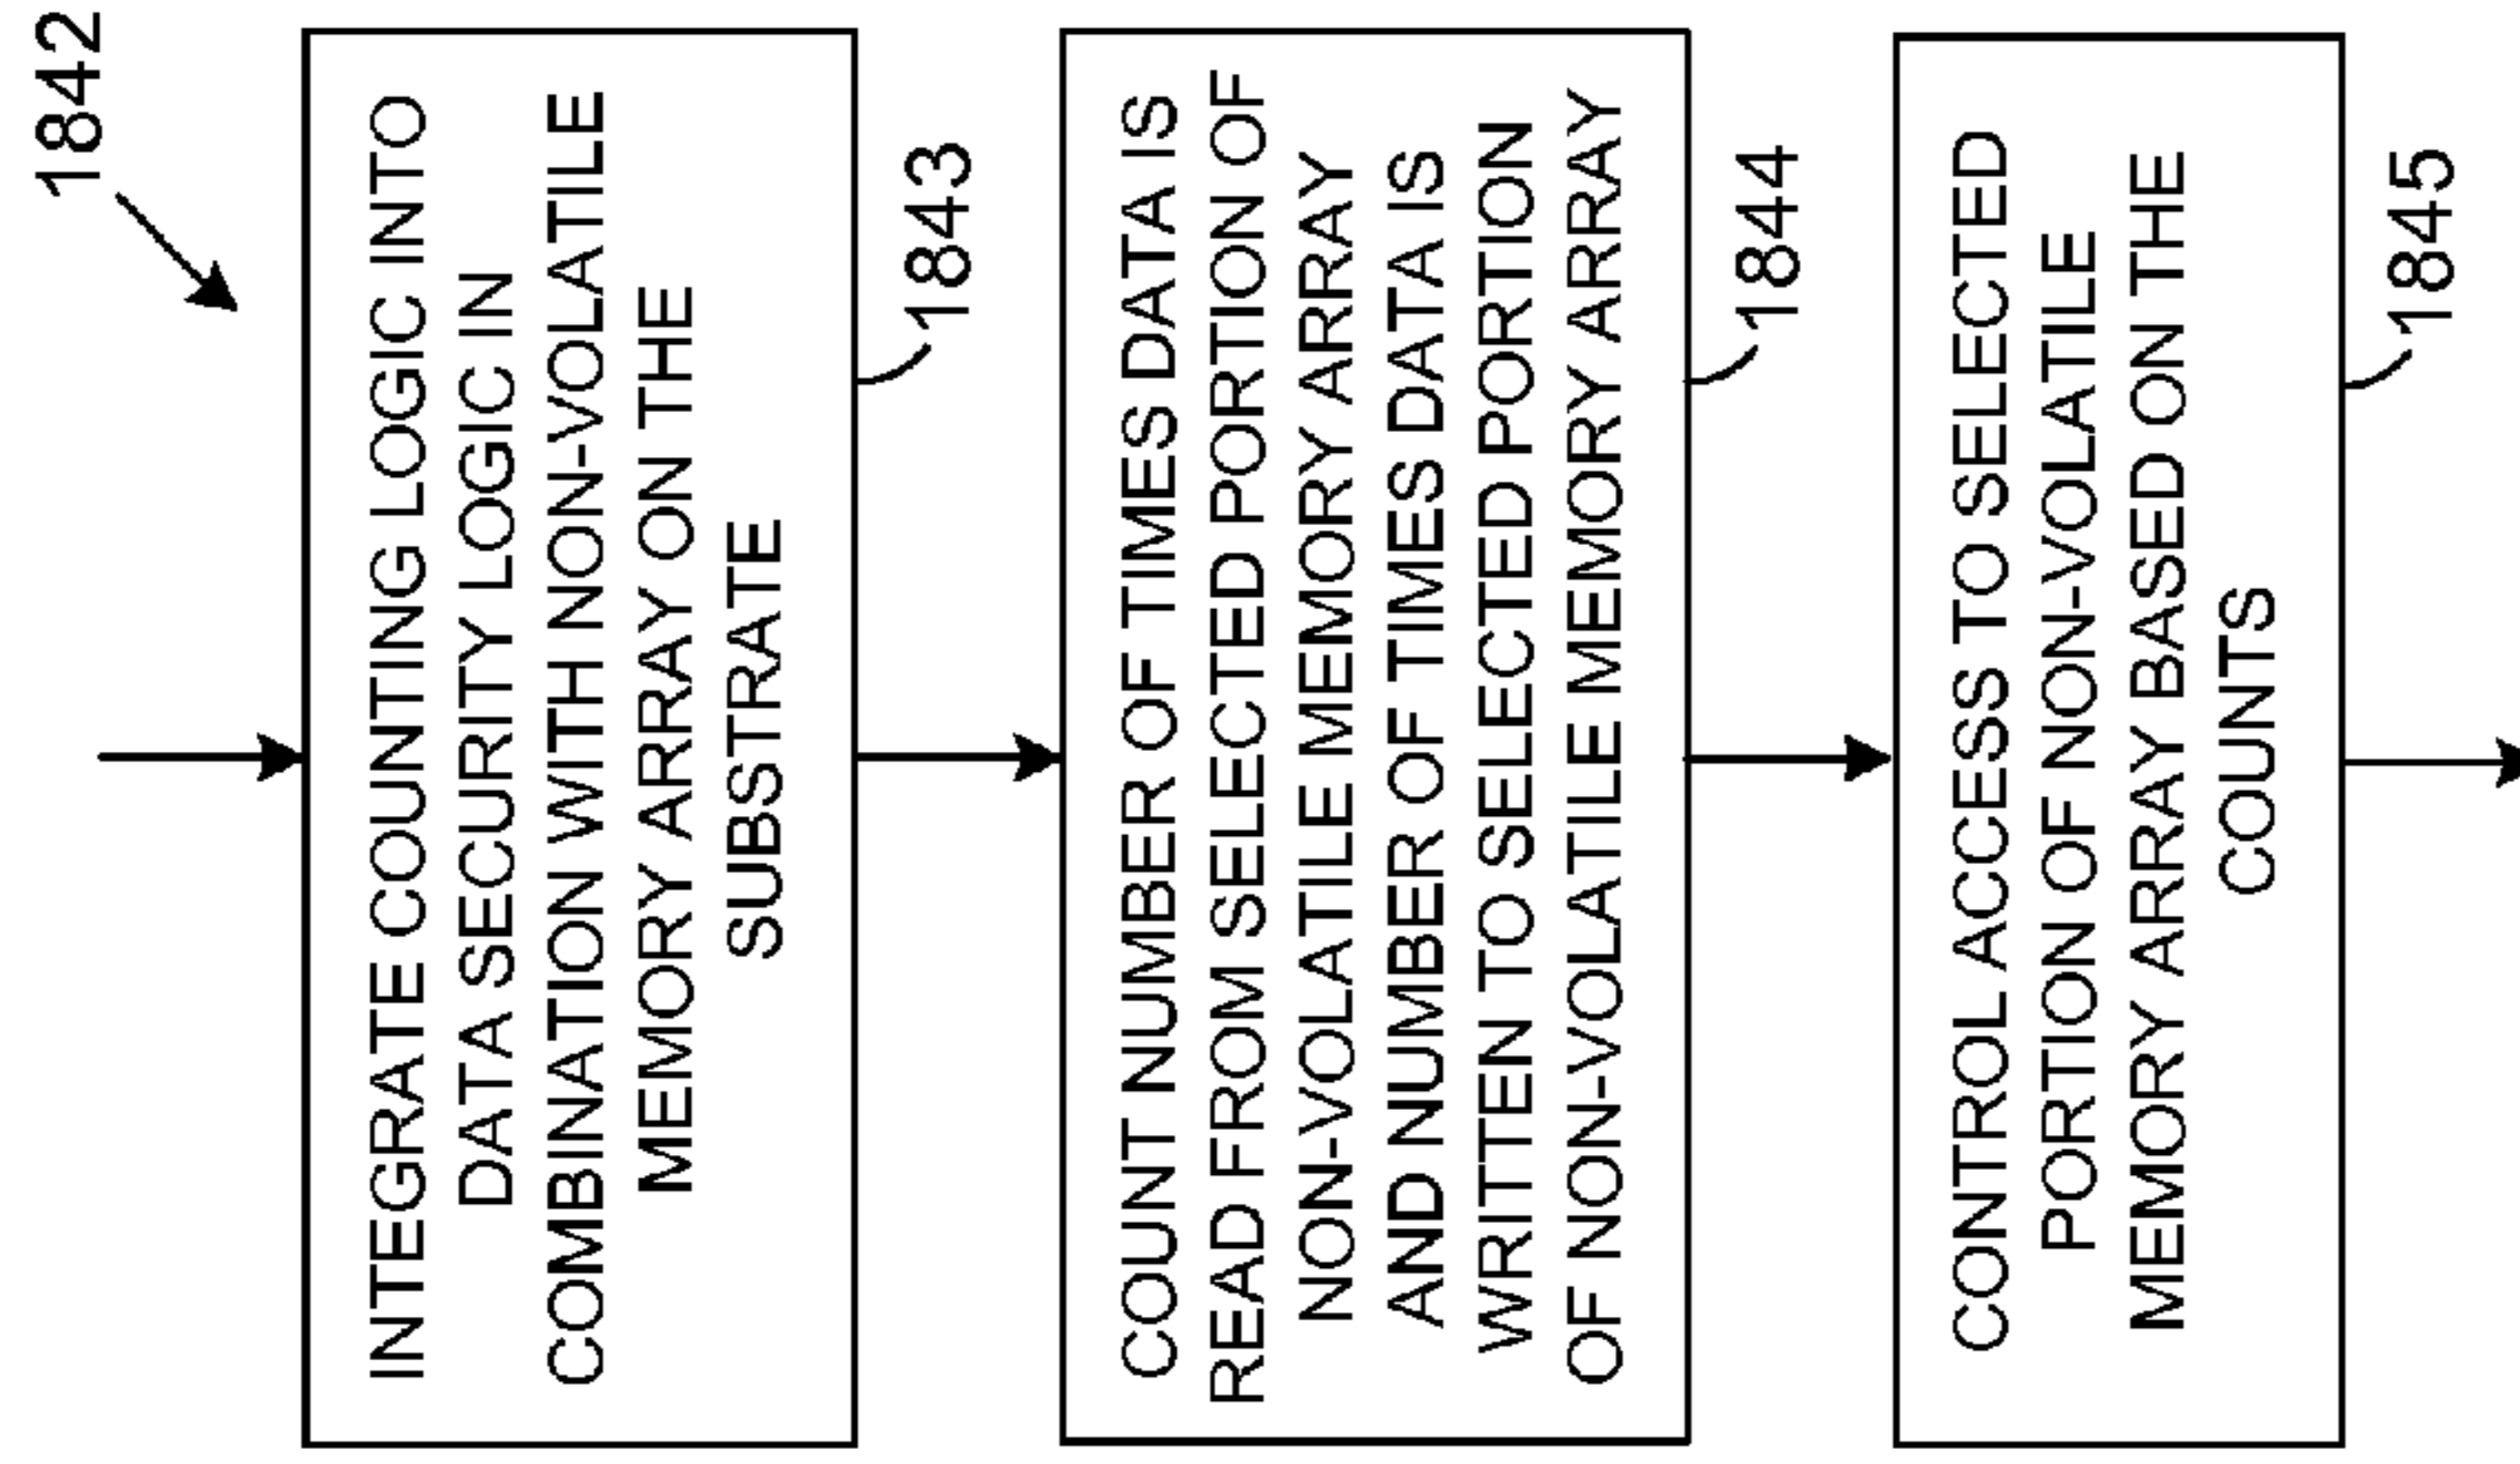 1842
INTEGRATE COUNTING LOGIC INTO
DATA SECURITY LOGIC IN
COMBINATION WITH NON-VOLATILE
MEMORY ARRAY ON THE
SUBSTRATE
1843
COUNT NUMBER OF TIMES DATA IS
READ FROM SELECTED PORTION OF
NON-VOLATILE MEMORY ARRAY
AND NUMBER OF TIMES DATA IS
WRITTEN TO SELECTED PORTION
OF NON-VOLATILE MEMORY ARRAY
1844
CONTROL ACCESS TO SELECTED
PORTION OF NON-VOLATILE
MEMORY ARRAY BASED ON THE
COUNTS
1845